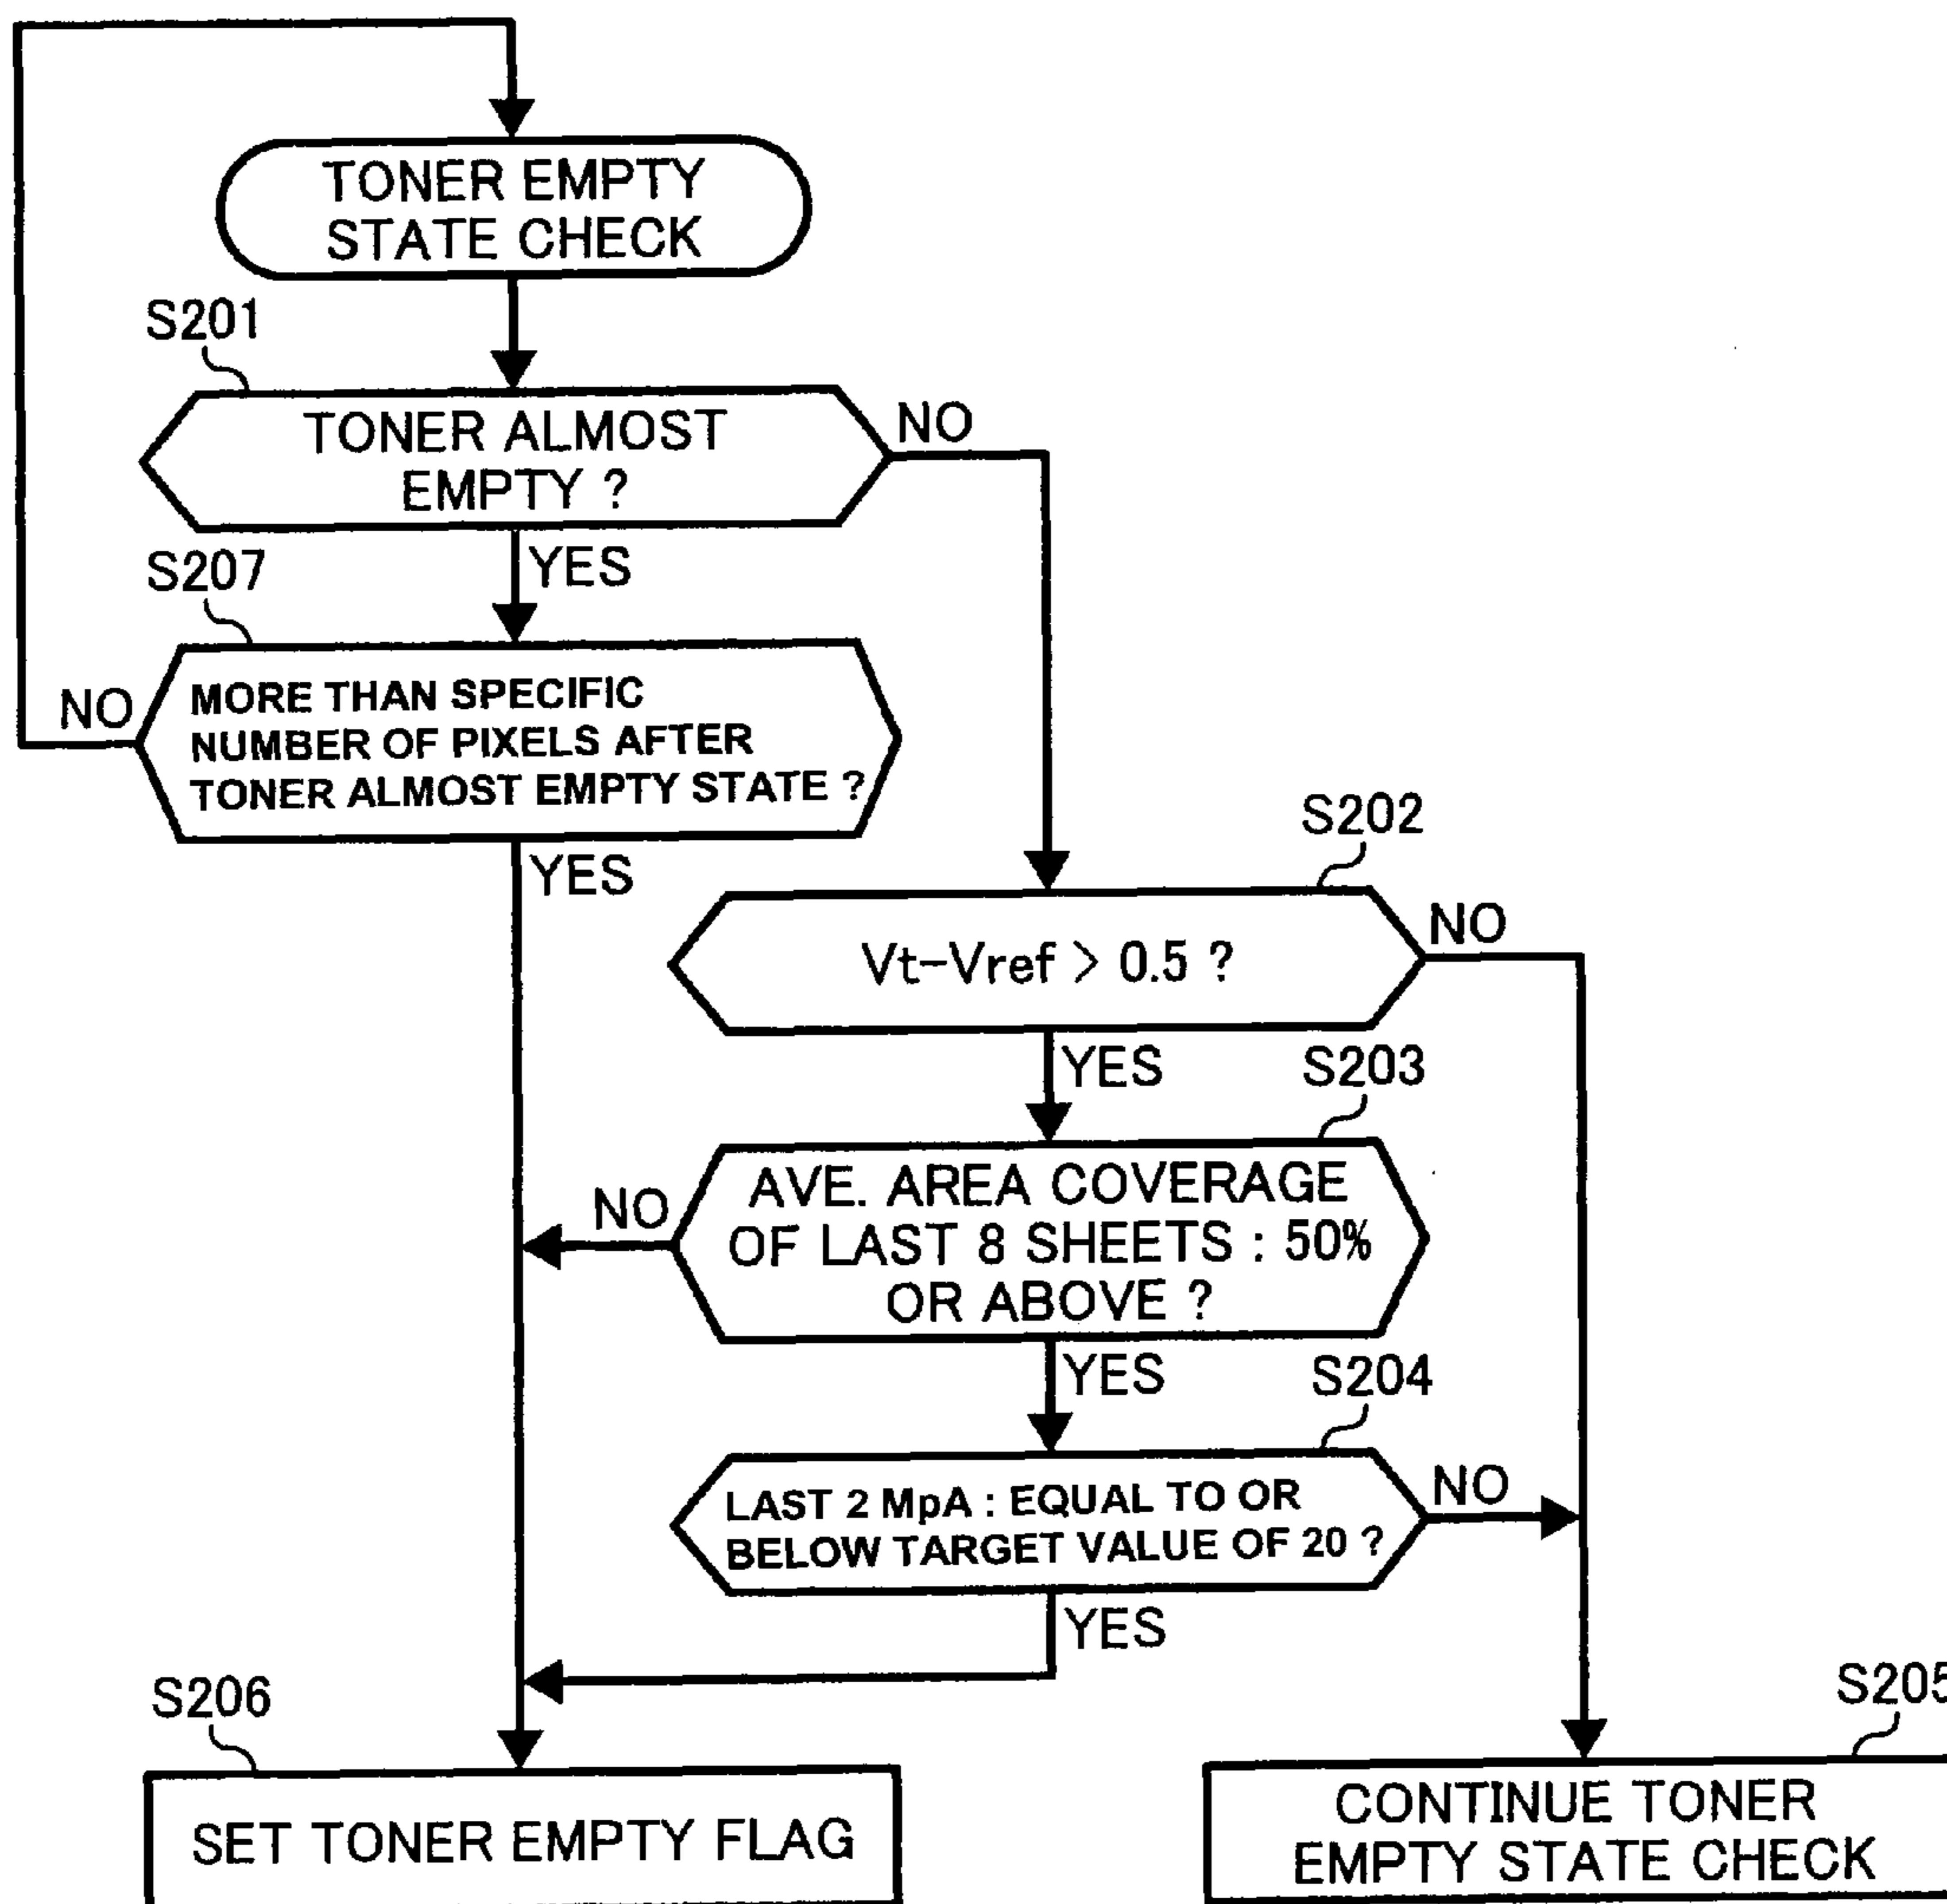 TONER EMPTY
STATE CHECK
S201
TONER ALMOST
EMPTY ?
NO
YES
S207
MORE THAN SPECIFIC
NUMBER OF PIXELS AFTER
TONER ALMOST EMPTY STATE ?
NO
YES
S202
Vt-Vref > 0.5 ?
NO
YES
S203
AVE. AREA COVERAGE
OF LAST 8 SHEETS : 50%
OR ABOVE ?
NO
YES
S204
LAST 2 MpA : EQUAL TO OR
BELOW TARGET VALUE OF 20 ?
NO
YES
S206
SET TONER EMPTY FLAG
S205
CONTINUE TONER
EMPTY STATE CHECK